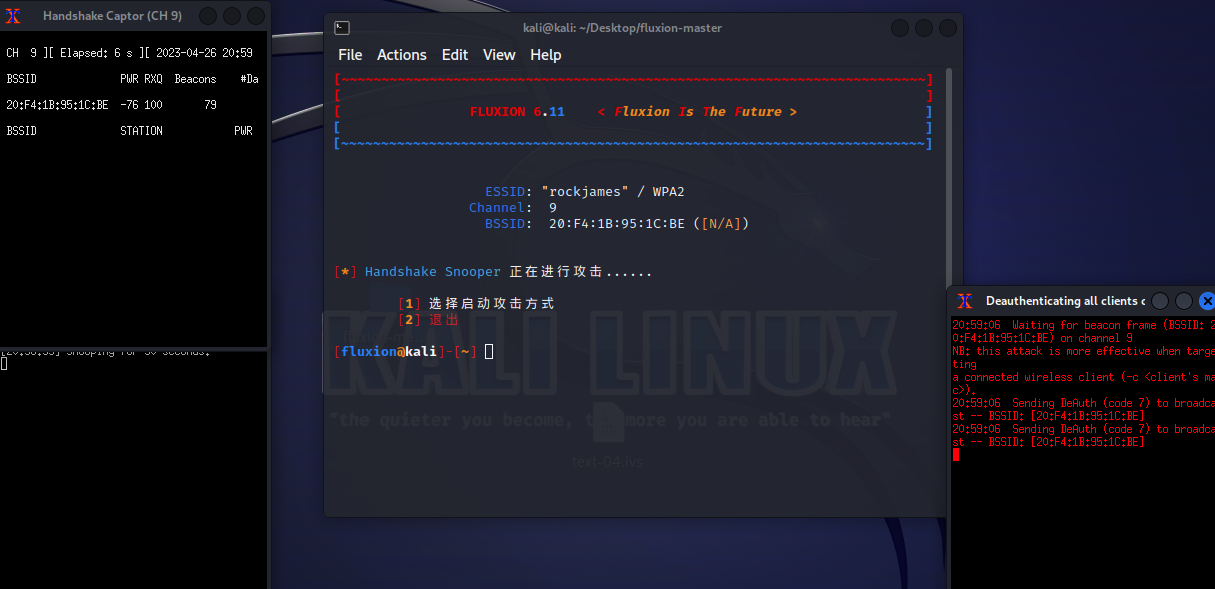 Handshake Captor (CH 9)
CH 9 ][ Elapsed: 6 s ][ 2023-04-26 20:59
BSSID PWR RXQ Beacons #Da
20:F4:1B:95:1C:BE -76 100 79
BSSID STATION PWR
kali@kali: ~/Desktop/fluxion-master
File Actions Edit View Help
[~~~~~~~~~~~~~~~~~~~~~~~~~~~~~~~~~~~~~~~~~~~~~~~~~~~~~~~~~~~~~~~~~~~~~~~~~]
[ ]
[ FLUXION 6.11 < Fluxion Is The Future > ]
[ ]
[~~~~~~~~~~~~~~~~~~~~~~~~~~~~~~~~~~~~~~~~~~~~~~~~~~~~~~~~~~~~~~~~~~~~~~~~~]
ESSID: "rockjames" / WPA2
Channel: 9
BSSID: 20:F4:1B:95:1C:BE ([N/A])
[*] Handshake Snooper 正在进行攻击......
[1] 选择启动攻击方式
[2] 退出
[fluxion@kali]-[~]
KALI LINUX
"the quieter you become, the more you are able to hear"
text-04.lvs
Snooping for 30 seconds.
Deauthenticating all clients o
20:59:06 Waiting for beacon frame (BSSID: 2
0:F4:1B:95:1C:BE) on channel 9
NB: this attack is more effective when targe
ting
a connected wireless client (-c <client's ma
c>).
20:59:06 Sending DeAuth (code 7) to broadca
st -- BSSID: [20:F4:1B:95:1C:BE]
20:59:06 Sending DeAuth (code 7) to broadca
st -- BSSID: [20:F4:1B:95:1C:BE]